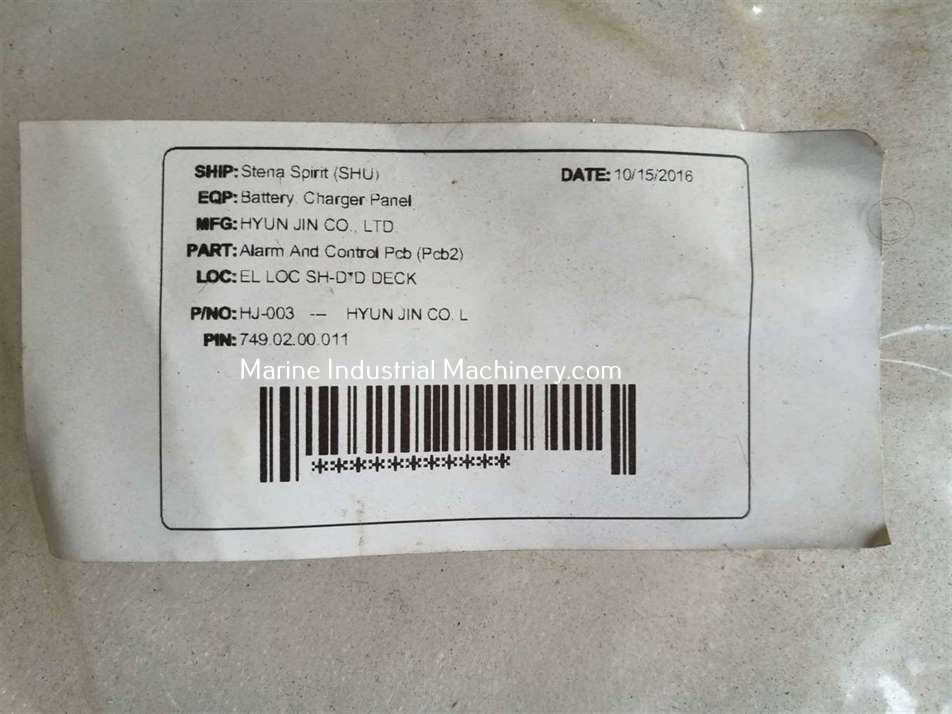 SHIP: Stena Spirit (SHU) DATE: 10/15/2016
EQP: Battery Charger Panel
MFG: HYUN JIN CO., LTD
PART: Alarm And Control Pcb (Pcb2)
LOC: EL LOC SH-D*D DECK
P/NO: HJ-003 --- HYUN JIN CO. L
PIN: 749.02.00.011
Marine Industrial Machinery.com
***********